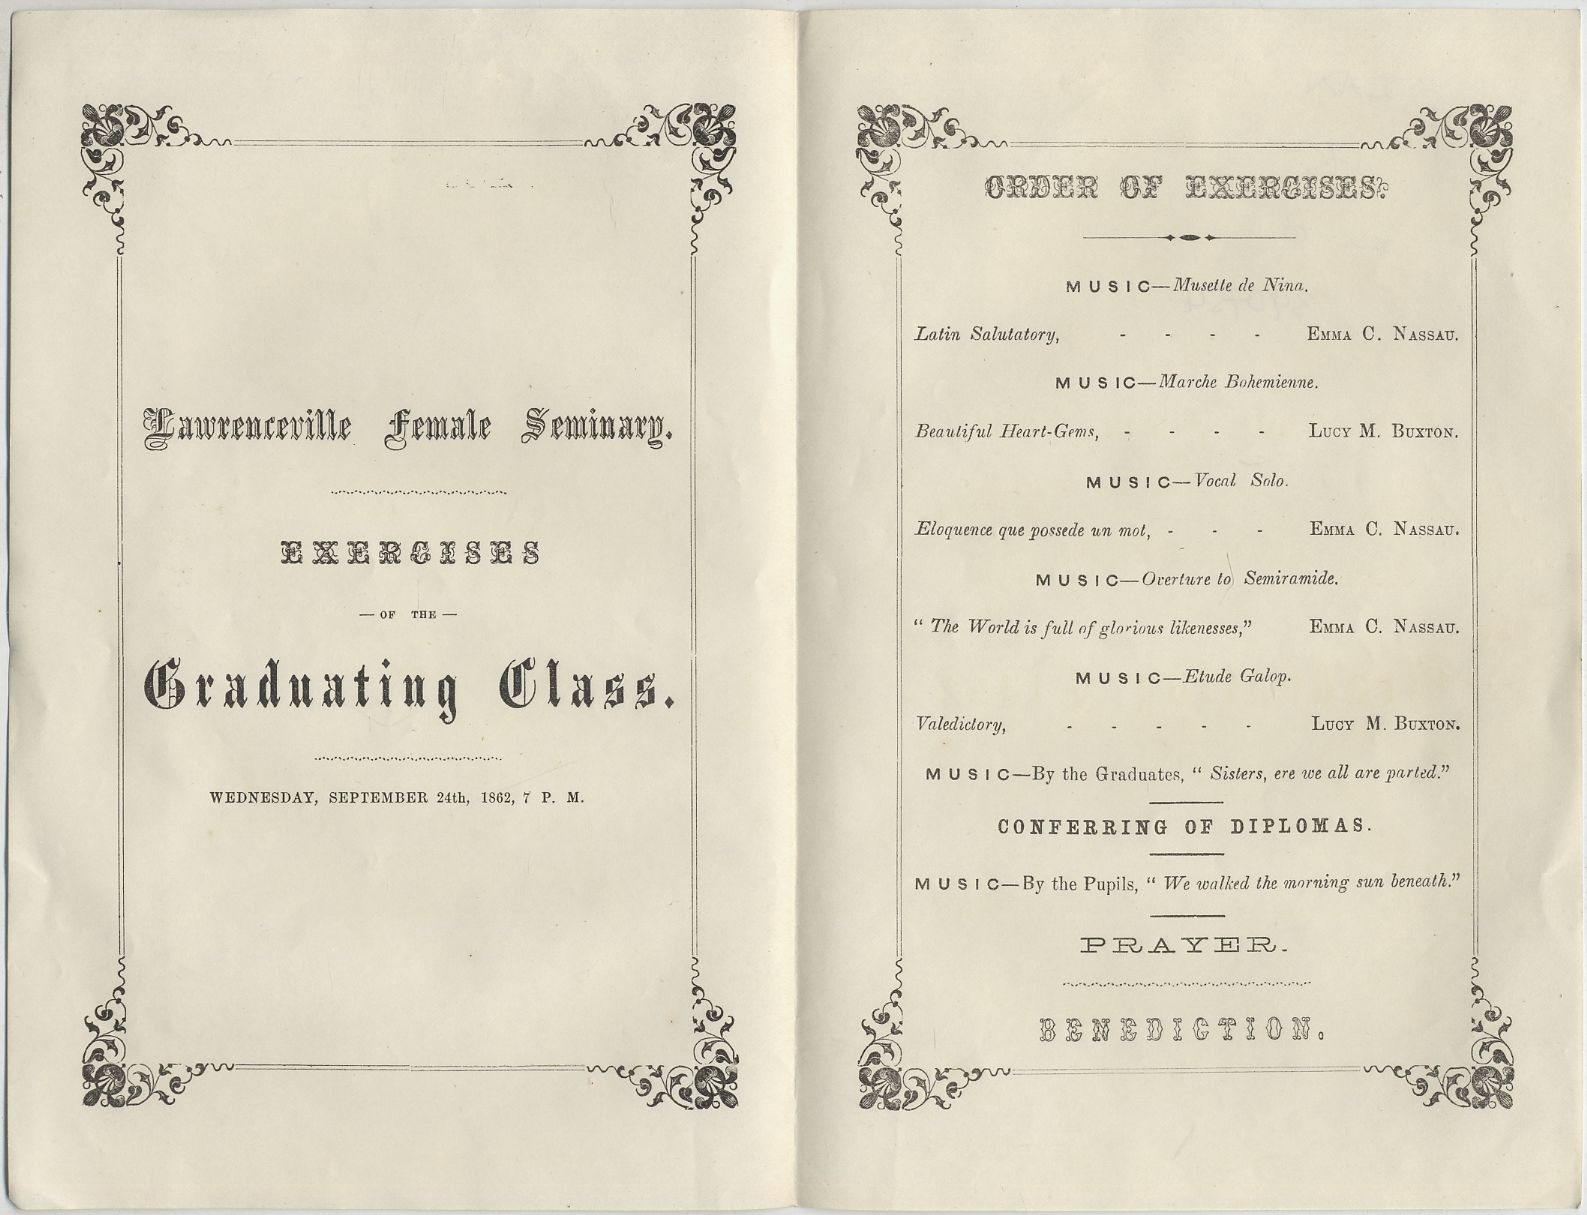 Lawrenceville Female Seminary.
EXERCISES
— OF THE —
Graduating Class.
WEDNESDAY, SEPTEMBER 24th, 1862, 7 P. M.
ORDER OF EXERCISES:
MUSIC—Musette de Nina.
Latin Salutatory, - - - - EMMA C. NASSAU.
MUSIC—Marche Bohemienne.
Beautiful Heart-Gems, - - - - LUCY M. BUXTON.
MUSIC—Vocal Solo.
Eloquence que possede un mot, - - - EMMA C. NASSAU.
MUSIC—Overture to Semiramide.
“ The World is full of glorious likenesses,” EMMA C. NASSAU.
MUSIC—Etude Galop.
Valedictory, - - - - - LUCY M. BUXTON.
MUSIC—By the Graduates, “ Sisters, ere we all are parted.”
CONFERRING OF DIPLOMAS.
MUSIC—By the Pupils, “ We walked the morning sun beneath.”
PRAYER.
BENEDICTION.